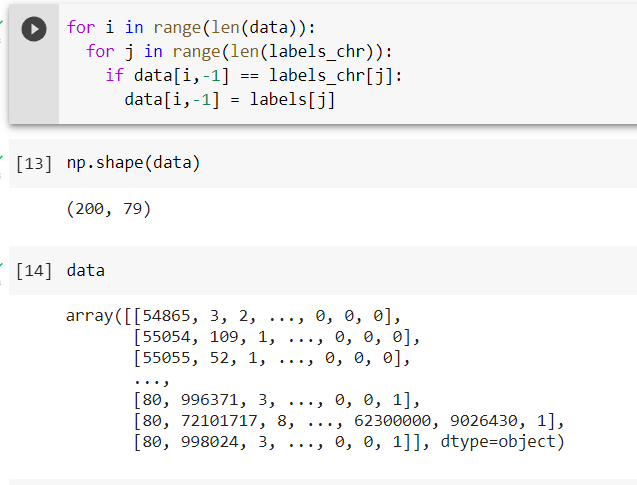 for i in range(len(data)):
  for j in range(len(labels_chr)):
    if data[i,-1] == labels_chr[j]:
      data[i,-1] = labels[j]
[13] np.shape(data)
(200, 79)
[14] data
array([[54865, 3, 2, ..., 0, 0, 0],
       [55054, 109, 1, ..., 0, 0, 0],
       [55055, 52, 1, ..., 0, 0, 0],
       ...,
       [80, 996371, 3, ..., 0, 0, 1],
       [80, 72101717, 8, ..., 62300000, 9026430, 1],
       [80, 998024, 3, ..., 0, 0, 1]], dtype=object)